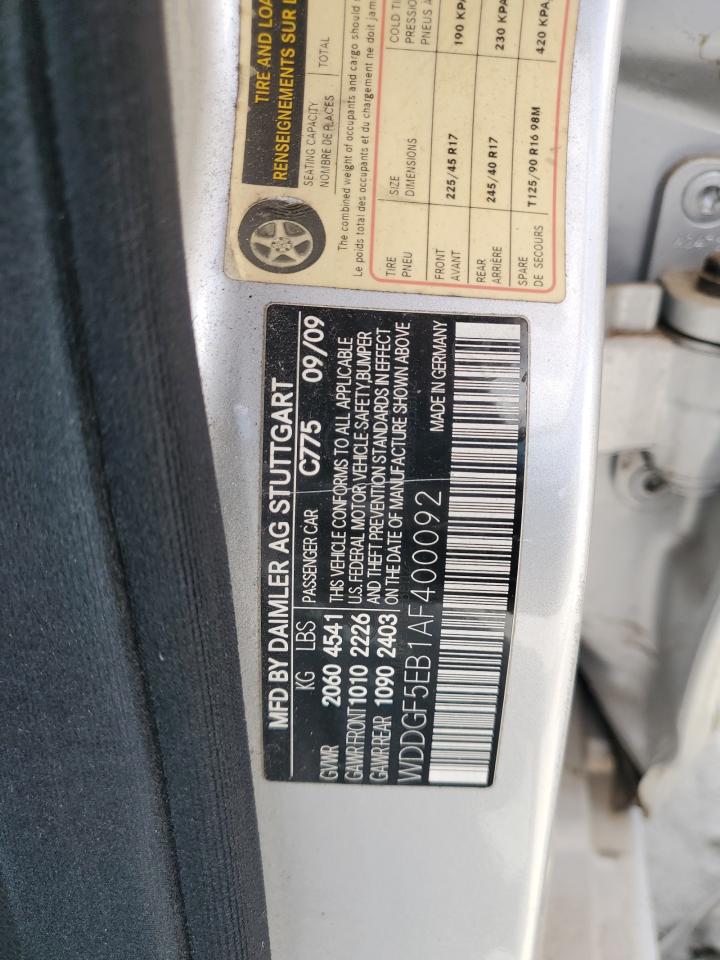 TIRE AND LOA
RENSEIGNEMENTS SUR L
SEATING CAPACITY
NOMBRE DE PLACES
TOTAL
The combined weight of occupants and cargo should
Le poids total des occupants et du chargement ne doit jam
TIRE
PNEU
SIZE
DIMENSIONS
COLD TI
PRESSIO
PNEUS À
FRONT
AVANT
225/45 R17
190 KPA
REAR
ARRIÈRE
245/40 R17
230 KPA
SPARE
DE SECOURS
T125/90 R16 98M
420 KPA
MFD BY DAIMLER AG STUTTGART
KG LBS PASSENGER CAR C775 09/09
GVWR 2060 4541 THIS VEHICLE CONFORMS TO ALL APPLICABLE
GAWR FRONT 1010 2226 U.S. FEDERAL MOTOR VEHICLE SAFETY,BUMPER
GAWR REAR 1090 2403 AND THEFT PREVENTION STANDARDS IN EFFECT
ON THE DATE OF MANUFACTURE SHOWN ABOVE
WDDGF5EB1AF400092 MADE IN GERMANY